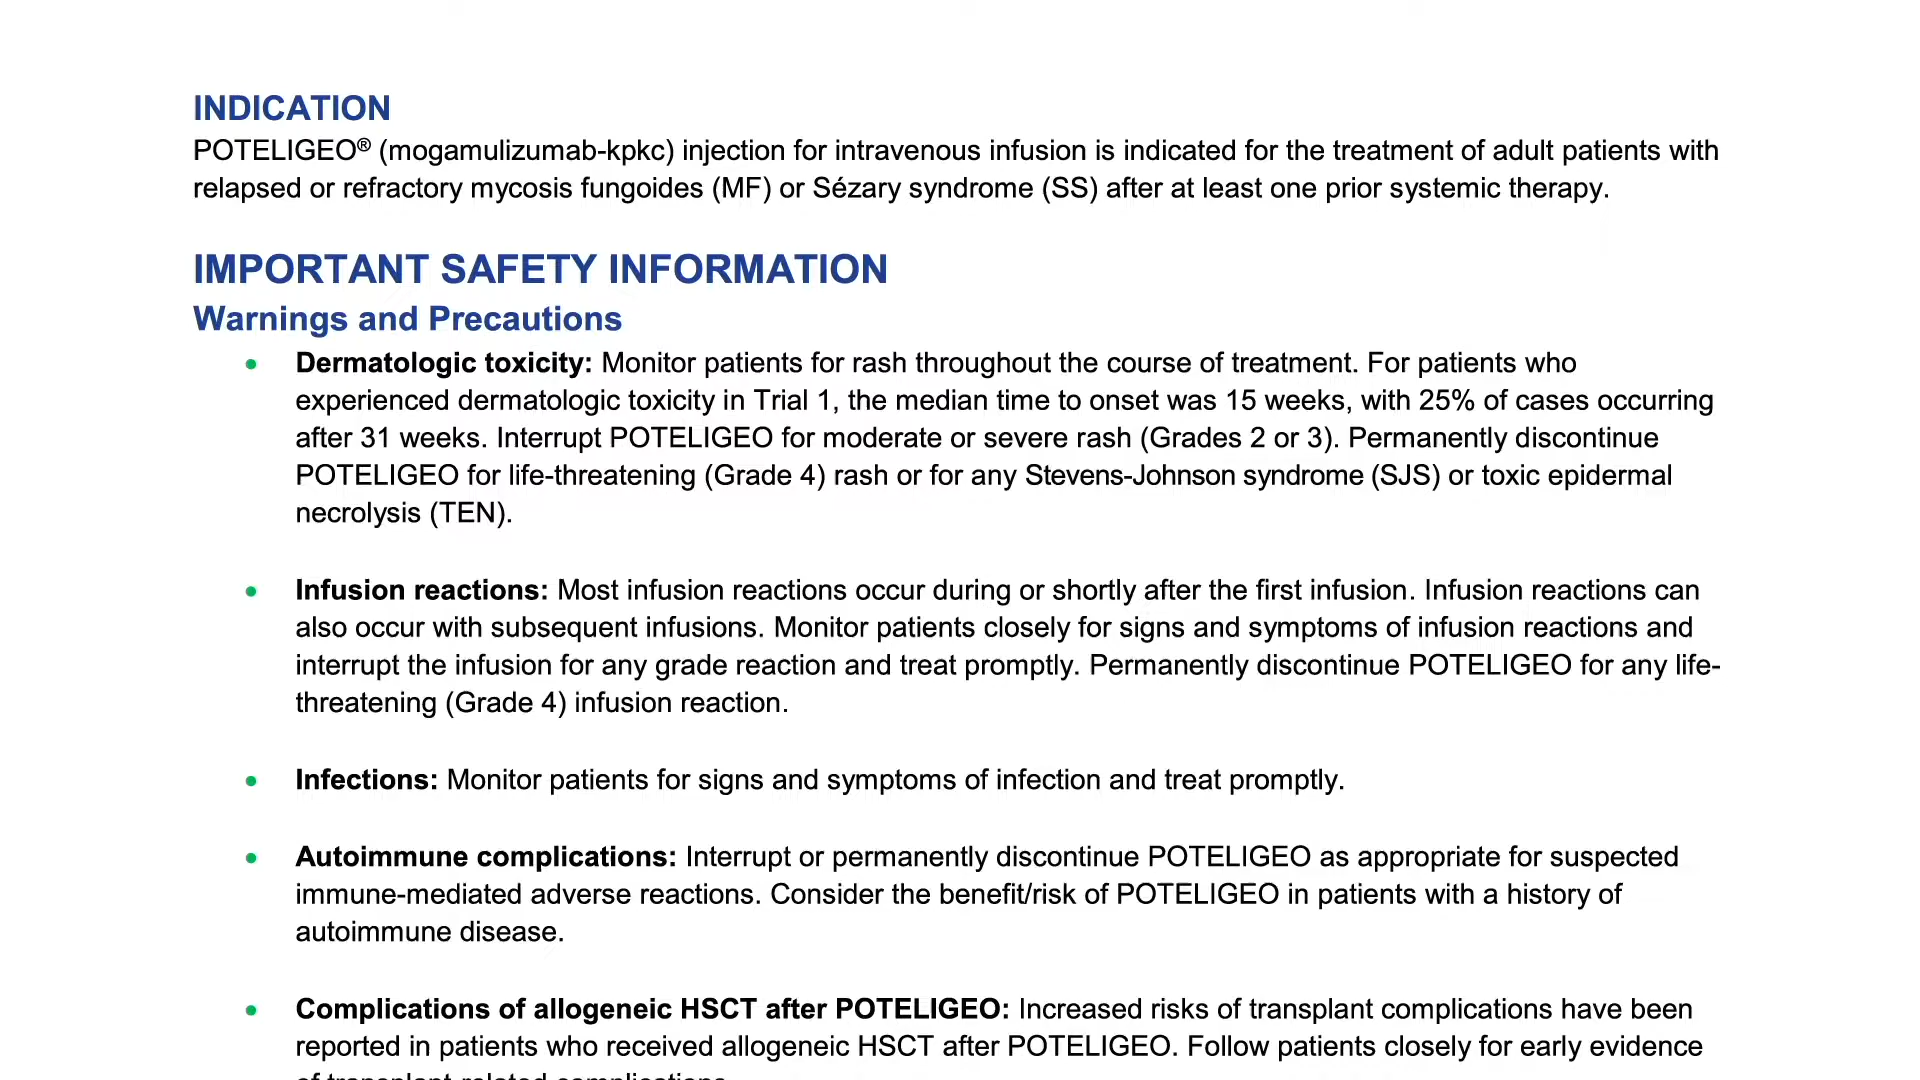 INDICATION
POTELIGEO® (mogamulizumab-kpkc) injection for intravenous infusion is indicated for the treatment of adult patients with
relapsed or refractory mycosis fungoides (MF) or Sézary syndrome (SS) after at least one prior systemic therapy.
IMPORTANT SAFETY INFORMATION
Warnings and Precautions
• Dermatologic toxicity: Monitor patients for rash throughout the course of treatment. For patients who
experienced dermatologic toxicity in Trial 1, the median time to onset was 15 weeks, with 25% of cases occurring
after 31 weeks. Interrupt POTELIGEO for moderate or severe rash (Grades 2 or 3). Permanently discontinue
POTELIGEO for life-threatening (Grade 4) rash or for any Stevens-Johnson syndrome (SJS) or toxic epidermal
necrolysis (TEN).
• Infusion reactions: Most infusion reactions occur during or shortly after the first infusion. Infusion reactions can
also occur with subsequent infusions. Monitor patients closely for signs and symptoms of infusion reactions and
interrupt the infusion for any grade reaction and treat promptly. Permanently discontinue POTELIGEO for any life-
threatening (Grade 4) infusion reaction.
• Infections: Monitor patients for signs and symptoms of infection and treat promptly.
• Autoimmune complications: Interrupt or permanently discontinue POTELIGEO as appropriate for suspected
immune-mediated adverse reactions. Consider the benefit/risk of POTELIGEO in patients with a history of
autoimmune disease.
• Complications of allogeneic HSCT after POTELIGEO: Increased risks of transplant complications have been
reported in patients who received allogeneic HSCT after POTELIGEO. Follow patients closely for early evidence
of transplant-related complications.